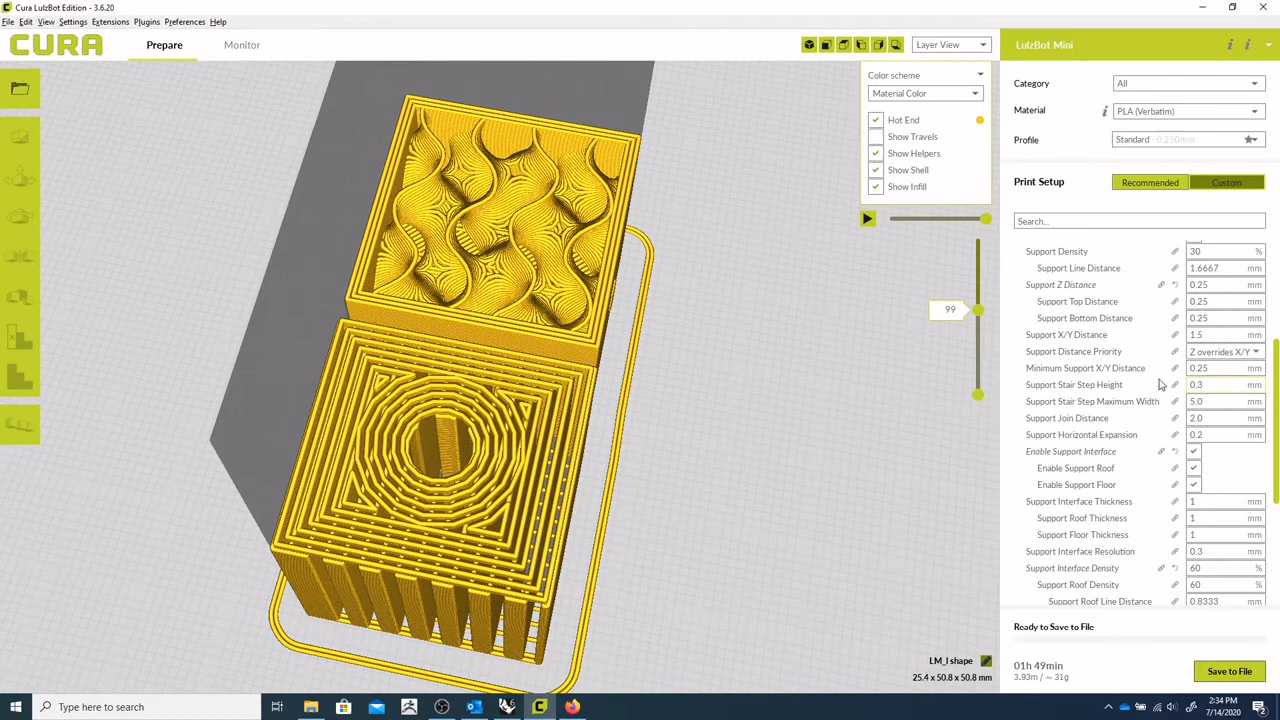 Cura LulzBot Edition - 3.6.20
File Edit View Settings Extensions Plugins Preferences Help
CURA
Prepare Monitor
Layer View
LulzBot Mini
Color scheme
Material Color
Hot End
Show Travels
Show Helpers
Show Shell
Show Infill
99
Category All
Material PLA (Verbatim)
Profile Standard - 0.250mm
Print Setup Recommended Custom
Search...
Support Density 30 %
Support Line Distance 1.6667 mm
Support Z Distance 0.25 mm
Support Top Distance 0.25 mm
Support Bottom Distance 0.25 mm
Support X/Y Distance 1.5 mm
Support Distance Priority Z overrides X/Y
Minimum Support X/Y Distance 0.25 mm
Support Stair Step Height 0.3 mm
Support Stair Step Maximum Width 5.0 mm
Support Join Distance 2.0 mm
Support Horizontal Expansion 0.2 mm
Enable Support Interface
Enable Support Roof
Enable Support Floor
Support Interface Thickness 1 mm
Support Roof Thickness 1 mm
Support Floor Thickness 1 mm
Support Interface Resolution 0.3 mm
Support Interface Density 60 %
Support Roof Density 60 %
Support Roof Line Distance 0.8333 mm
Ready to Save to File
01h 49min
3.93m / ~ 31g
Save to File
LM_I shape
25.4 x 50.8 x 50.8 mm
Type here to search
2:34 PM
7/14/2020
2